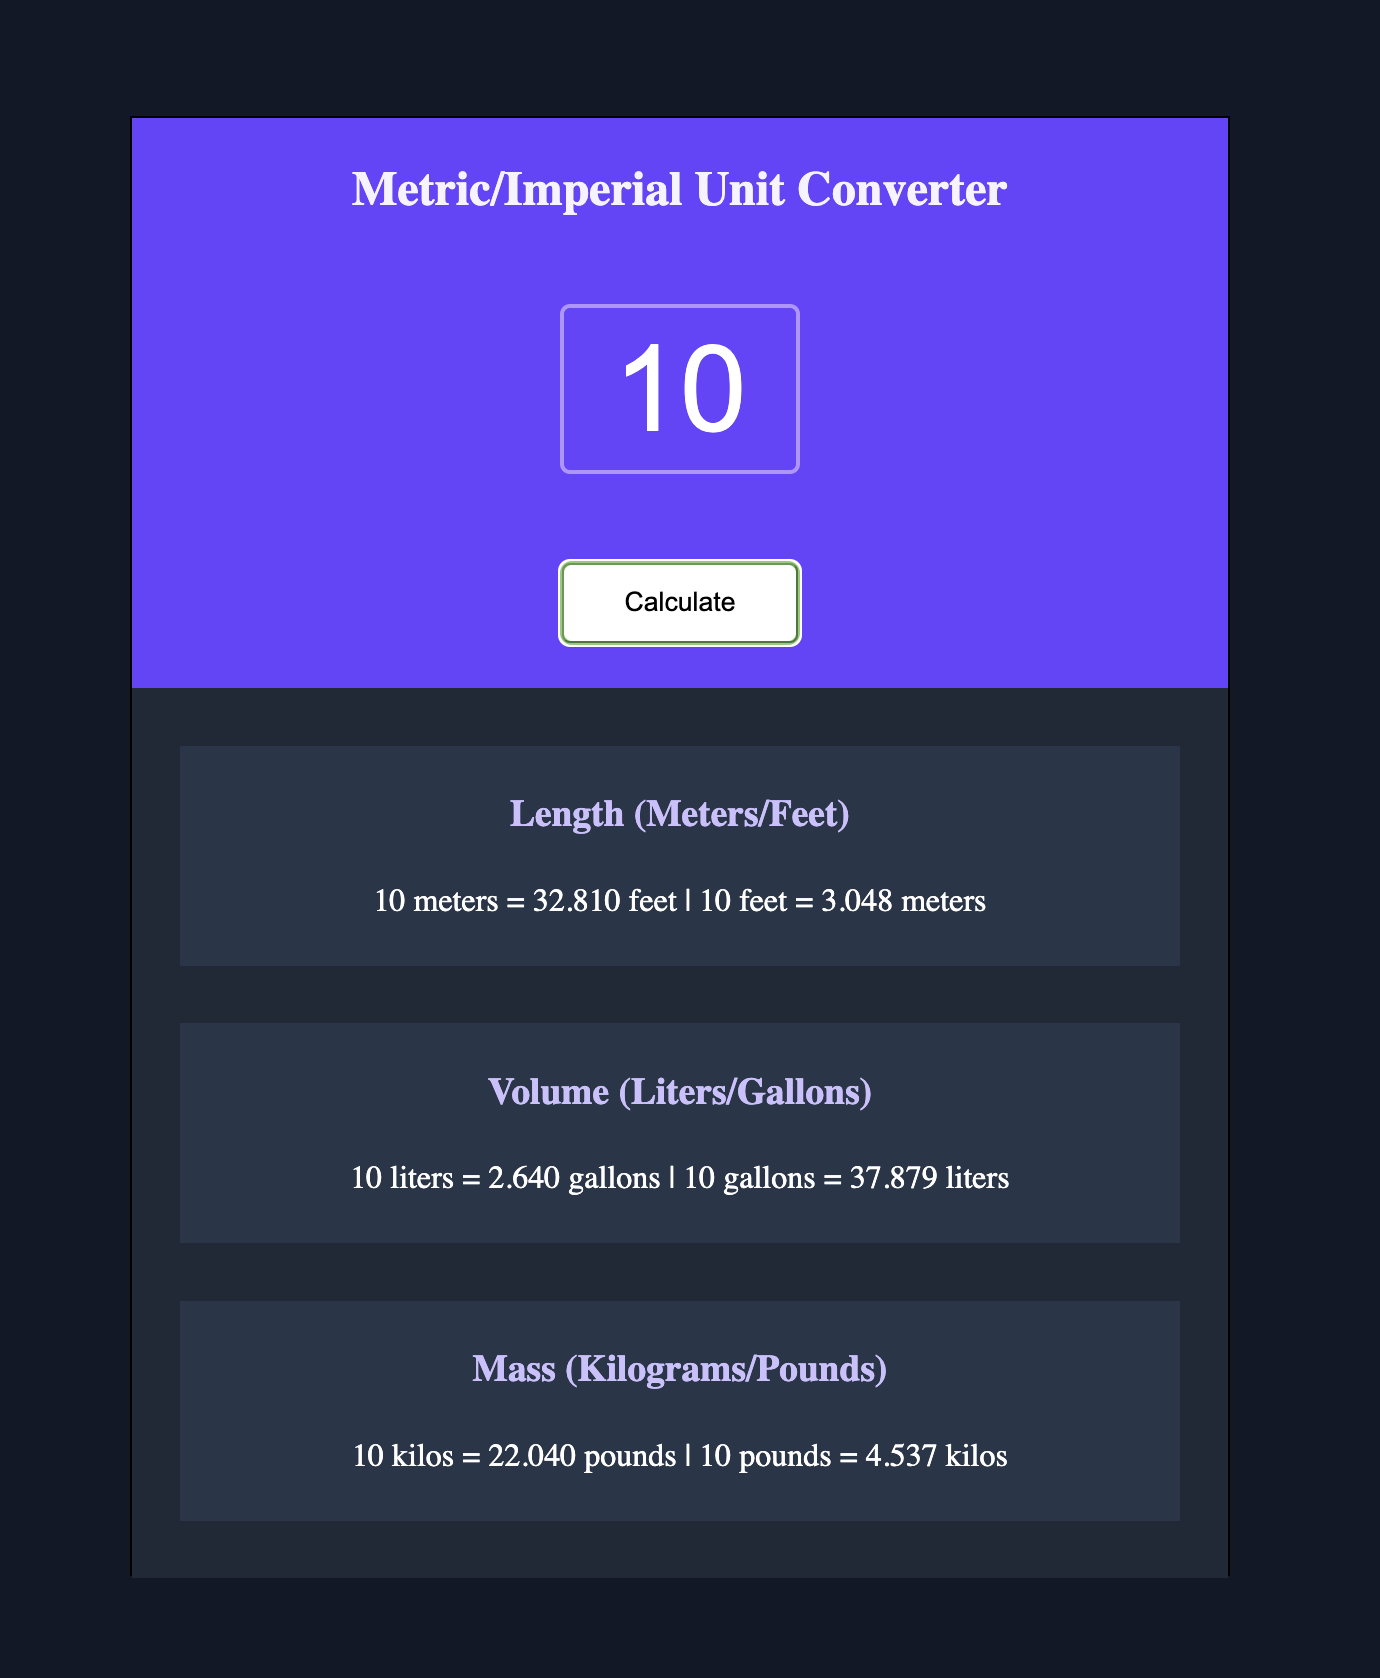 Metric/Imperial Unit Converter
10
Calculate
Length (Meters/Feet)
10 meters = 32.810 feet | 10 feet = 3.048 meters
Volume (Liters/Gallons)
10 liters = 2.640 gallons | 10 gallons = 37.879 liters
Mass (Kilograms/Pounds)
10 kilos = 22.040 pounds | 10 pounds = 4.537 kilos